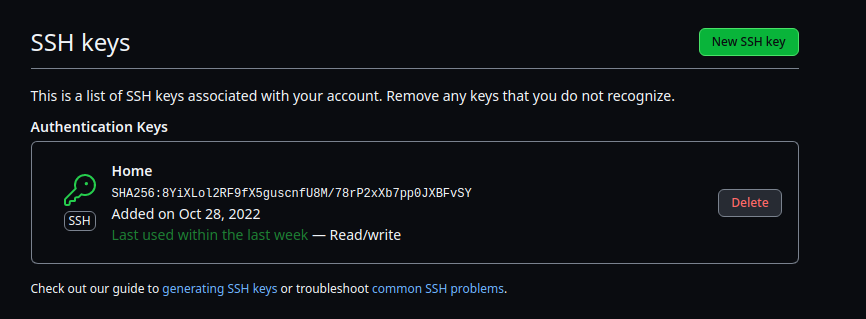 SSH keys
New SSH key
This is a list of SSH keys associated with your account. Remove any keys that you do not recognize.
Authentication Keys
Home
SHA256:8YiXLol2RF9fX5guscnfU8M/78rP2xXb7pp0JXBFvSY
SSH
Added on Oct 28, 2022
Last used within the last week — Read/write
Delete
Check out our guide to generating SSH keys or troubleshoot common SSH problems.